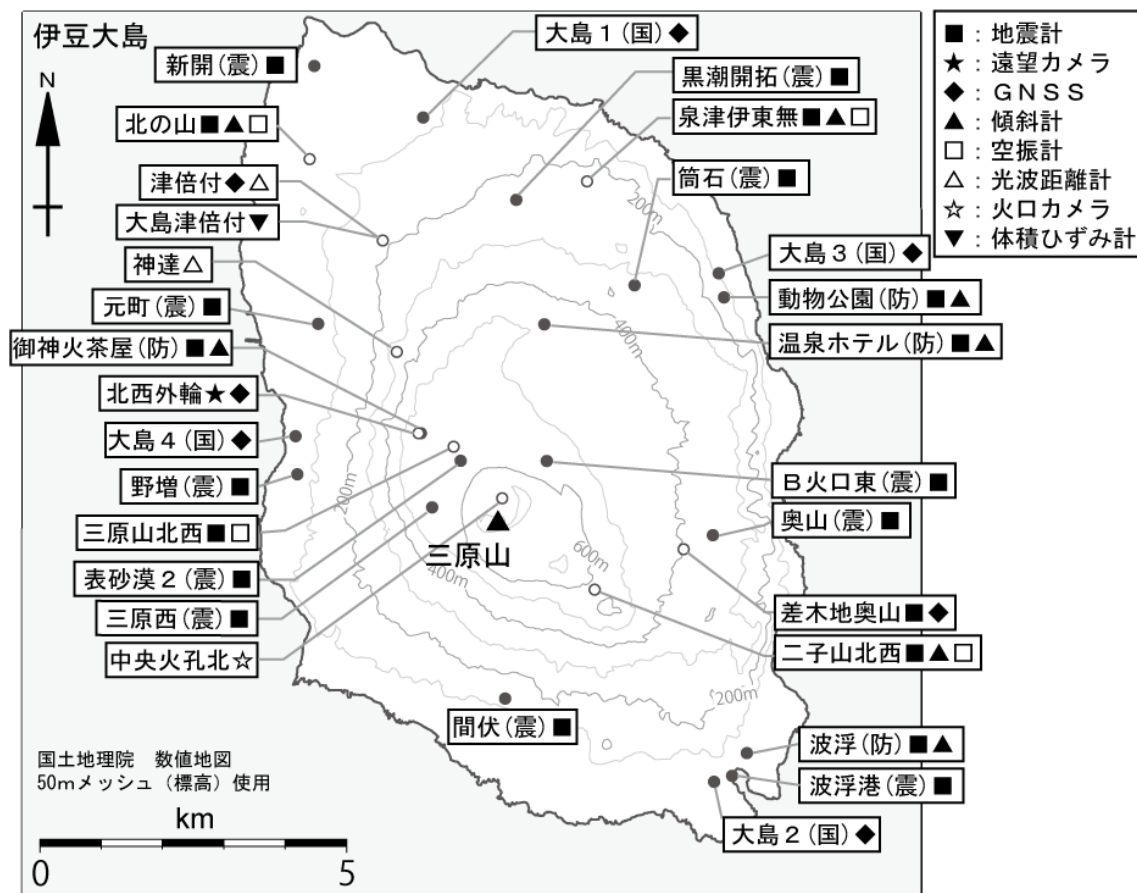 伊豆大島
N
大島1(国)◆
新開(震)■
黒潮開拓(震)■
北の山■▲□
泉津伊東無■▲□
津倍付◆△
筒石(震)■
大島津倍付▼
神達△
大島3(国)◆
元町(震)■
動物公園(防)■▲
御神火茶屋(防)■▲
温泉ホテル(防)■▲
北西外輪★◆
大島4(国)◆
野増(震)■
B火口東(震)■
三原山北西■□
奥山(震)■
三原山
表砂漠2(震)■
三原西(震)■
差木地奥山■◆
中央火孔北☆
二子山北西■▲□
間伏(震)■
波浮(防)■▲
波浮港(震)■
大島2(国)◆
200m
400m
200m
400m
600m
200m
国土地理院 数値地図
50mメッシュ(標高)使用
km
0
5
■:地震計
★:遠望カメラ
◆:GNSS
▲:傾斜計
□:空振計
△:光波距離計
☆:火口カメラ
▼:体積ひずみ計